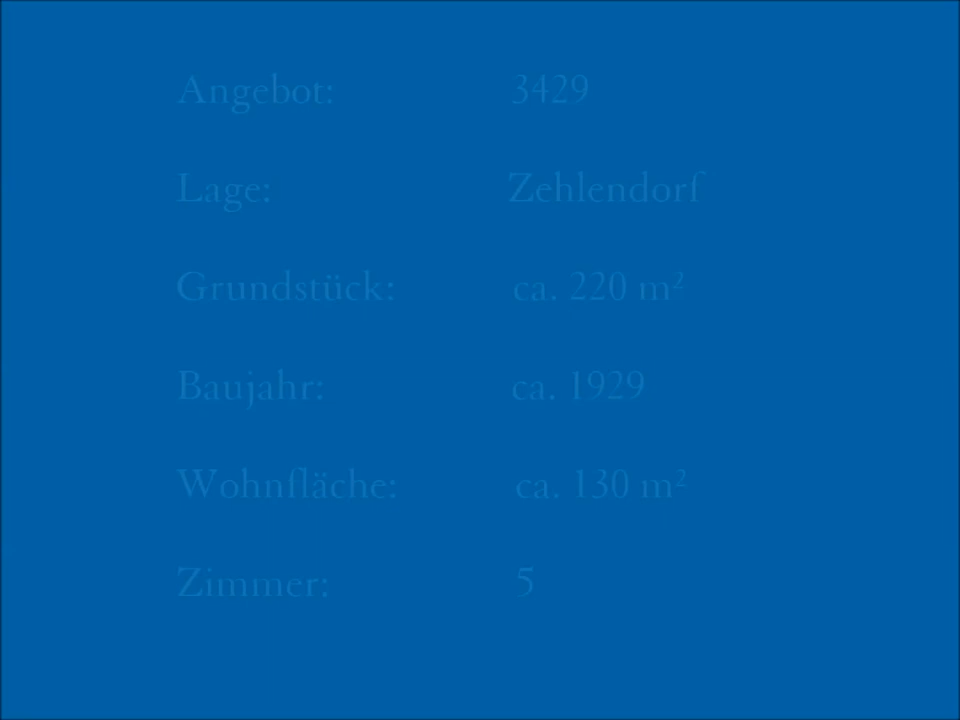 Angebot: 3429
Lage: Zehlendorf
Grundstück: ca. 220 m²
Baujahr: ca. 1929
Wohnfläche: ca. 130 m²
Zimmer: 5